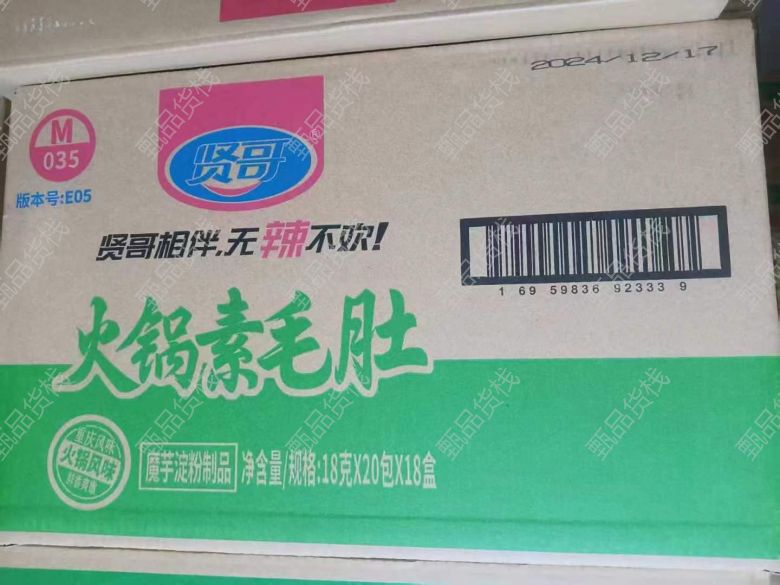 2024/12/17
M
035
版本号:E05
贤哥
贤哥相伴,无辣不欢!
1 69 59836 92333 9
火锅素毛肚
重庆风味
火锅风味
魔芋淀粉制品
净含量/规格:18克X20包X18盒
甄品货栈